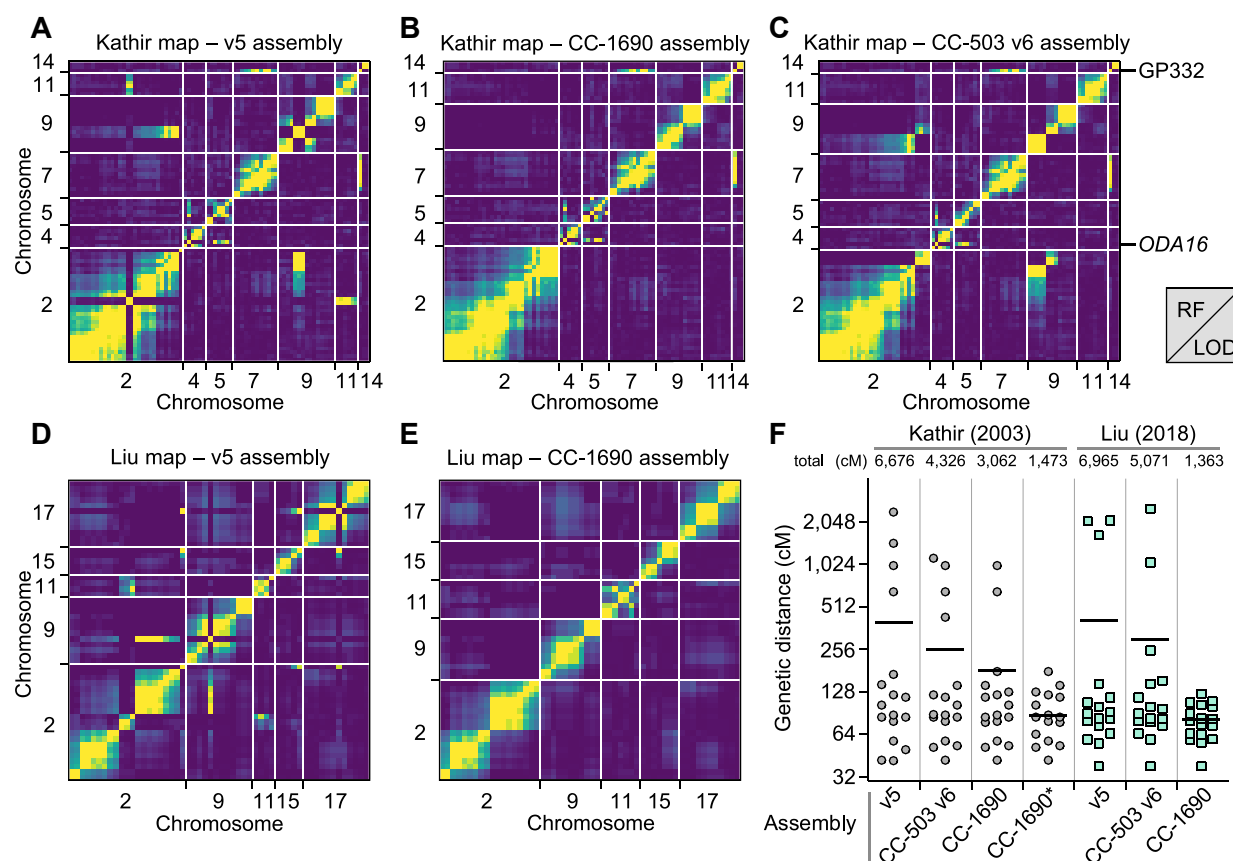 A
Kathir map – v5 assembly
14
11
9
7
5
4
2
Chromosome
2 4 5 7 9 11 14
Chromosome
B
Kathir map – CC-1690 assembly
14
11
9
7
5
4
2
2 4 5 7 9 11 14
Chromosome
C
Kathir map – CC-503 v6 assembly
14
11
9
7
5
4
2
2 4 5 7 9 11 14
Chromosome
GP332
ODA16
RF
LOD
D
Liu map – v5 assembly
17
15
11
9
2
Chromosome
2 9 11 15 17
Chromosome
E
Liu map – CC-1690 assembly
17
15
11
9
2
2 9 11 15 17
Chromosome
F
Kathir (2003) Liu (2018)
total (cM) 6,676 4,326 3,062 1,473 6,965 5,071 1,363
Genetic distance (cM)
2,048
1,024
512
256
128
64
32
v5 CC-503 v6 CC-1690 CC-1690* v5 CC-503 v6 CC-1690
Assembly